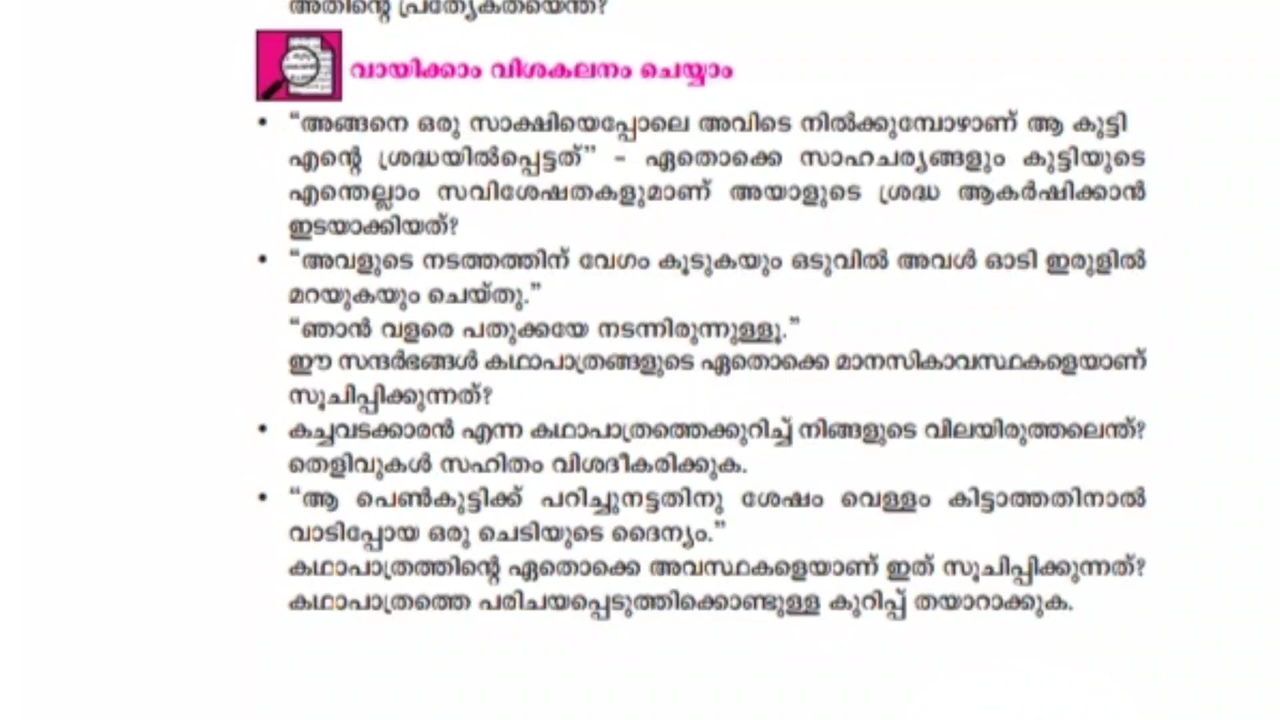 അതിന്റെ പ്രത്യേകതയെന്ത്?
വായിക്കാം വിശകലനം ചെയ്യാം
• “അങ്ങനെ ഒരു സാക്ഷിയെപ്പോലെ അവിടെ നിൽക്കുമ്പോഴാണ് ആ കുട്ടി
എന്റെ ശ്രദ്ധയിൽപ്പെട്ടത്” – ഏതൊക്കെ സാഹചര്യങ്ങളും കുട്ടിയുടെ
എന്തെല്ലാം സവിശേഷതകളുമാണ് അയാളുടെ ശ്രദ്ധ ആകർഷിക്കാൻ
ഇടയാക്കിയത്?
• “അവളുടെ നടത്തത്തിന് വേഗം കൂടുകയും ഒടുവിൽ അവൾ ഓടി ഇരുളിൽ
മറയുകയും ചെയ്തു.”
“ഞാൻ വളരെ പതുക്കയേ നടന്നിരുന്നുള്ളൂ.”
ഈ സന്ദർഭങ്ങൾ കഥാപാത്രങ്ങളുടെ ഏതൊക്കെ മാനസികാവസ്ഥകളെയാണ്
സൂചിപ്പിക്കുന്നത്?
• കച്ചവടക്കാരൻ എന്ന കഥാപാത്രത്തെക്കുറിച്ച് നിങ്ങളുടെ വിലയിരുത്തലെന്ത്?
തെളിവുകൾ സഹിതം വിശദീകരിക്കുക.
• “ആ പെൺകുട്ടിക്ക് പറിച്ചുനട്ടതിനു ശേഷം വെള്ളം കിട്ടാത്തതിനാൽ
വാടിപ്പോയ ഒരു ചെടിയുടെ ദൈന്യം.”
കഥാപാത്രത്തിന്റെ ഏതൊക്കെ അവസ്ഥകളെയാണ് ഇത് സൂചിപ്പിക്കുന്നത്?
കഥാപാത്രത്തെ പരിചയപ്പെടുത്തിക്കൊണ്ടുള്ള കുറിപ്പ് തയാറാക്കുക.